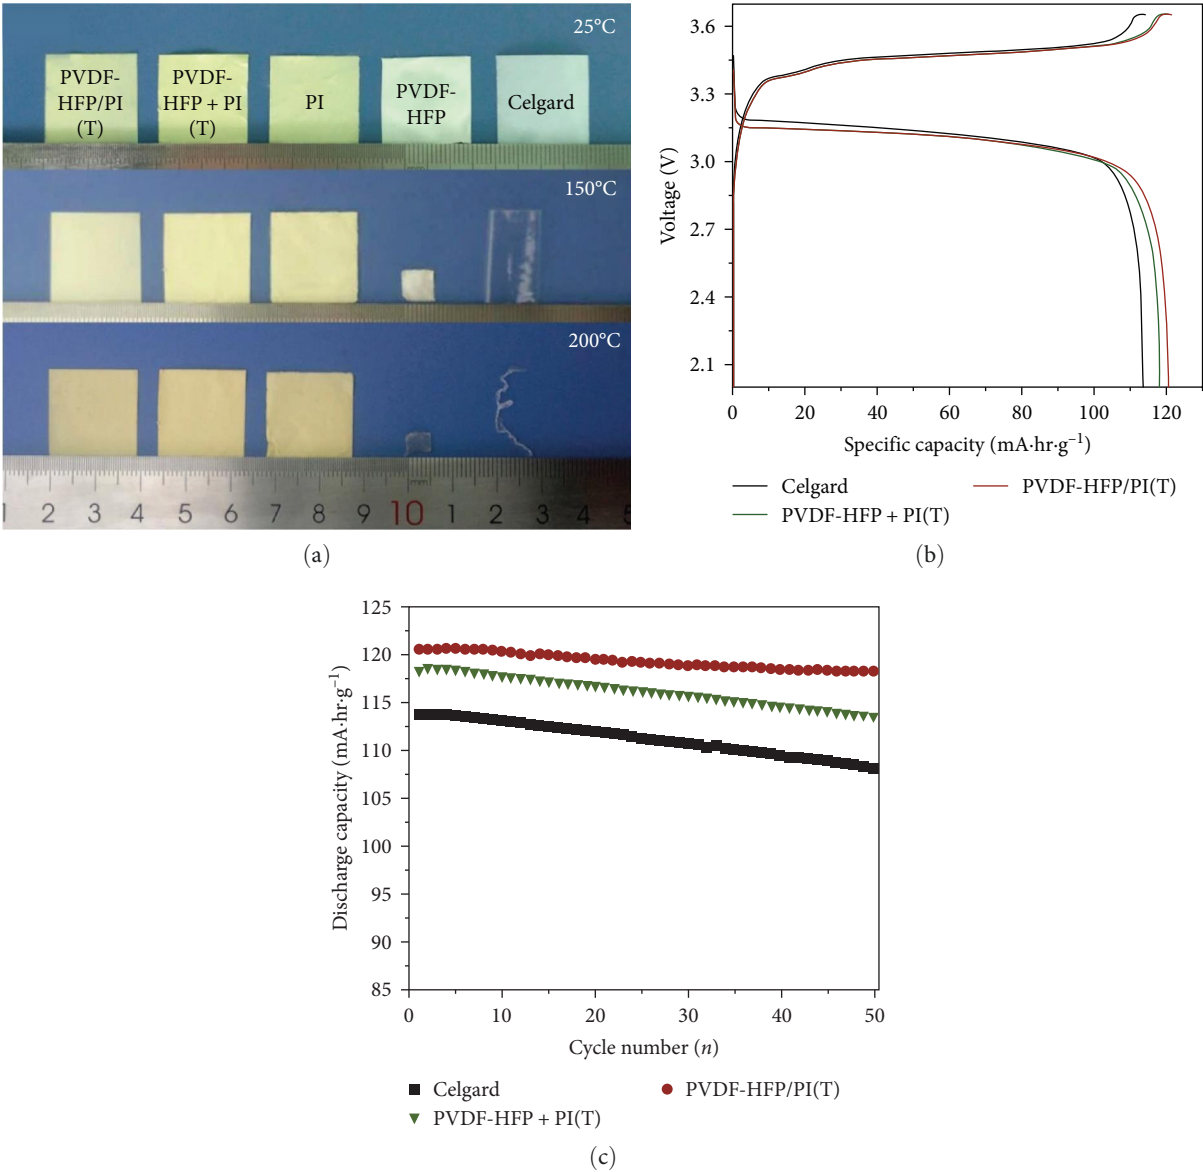 25°C
PVDF-
HFP/PI
(T)
PVDF-
HFP + PI
(T)
PI
PVDF-
HFP
Celgard
150°C
200°C
mm
1 2 3 4 5 6 7 8 9 10 1 2 3 4 5
(a)
3.6
3.3
3.0
2.7
2.4
2.1
Voltage (V)
0 20 40 60 80 100 120
Specific capacity (mA·hr·g⁻¹)
Celgard
PVDF-HFP/PI(T)
PVDF-HFP + PI(T)
(b)
125
120
115
110
105
100
95
90
85
Discharge capacity (mA·hr·g⁻¹)
0 10 20 30 40 50
Cycle number (n)
Celgard
PVDF-HFP/PI(T)
PVDF-HFP + PI(T)
(c)